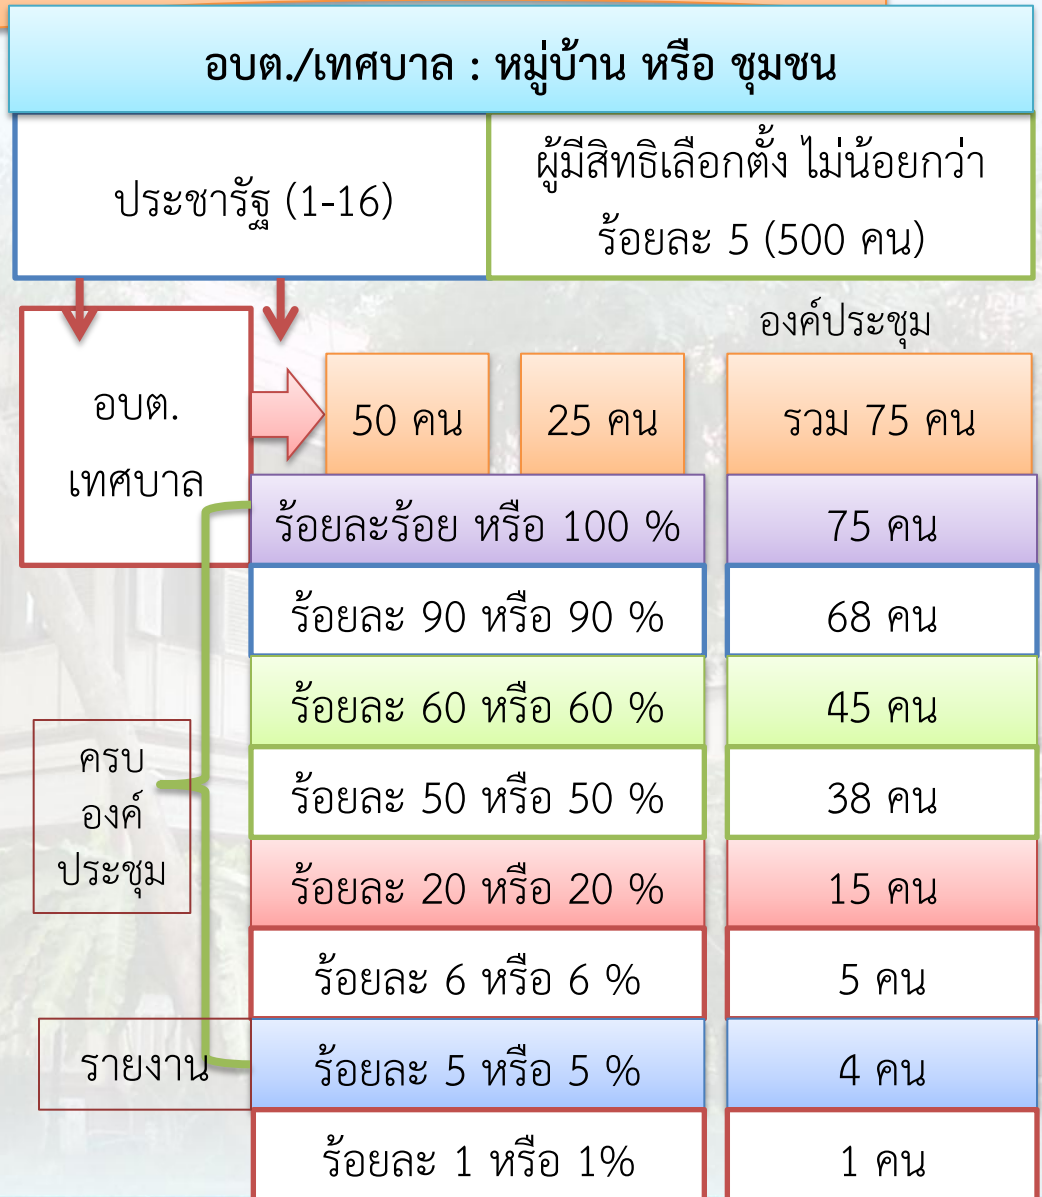 อบต./เทศบาล : หมู่บ้าน หรือ ชุมชน
ประชารัฐ (1-16)
ผู้มีสิทธิเลือกตั้ง ไม่น้อยกว่า
ร้อยละ 5 (500 คน)
องค์ประชุม
อบต.
เทศบาล
50 คน
25 คน
รวม 75 คน
ร้อยละร้อย หรือ 100 %
75 คน
ร้อยละ 90 หรือ 90 %
68 คน
ร้อยละ 60 หรือ 60 %
45 คน
ครบ
องค์
ประชุม
ร้อยละ 50 หรือ 50 %
38 คน
ร้อยละ 20 หรือ 20 %
15 คน
ร้อยละ 6 หรือ 6 %
5 คน
รายงาน
ร้อยละ 5 หรือ 5 %
4 คน
ร้อยละ 1 หรือ 1%
1 คน